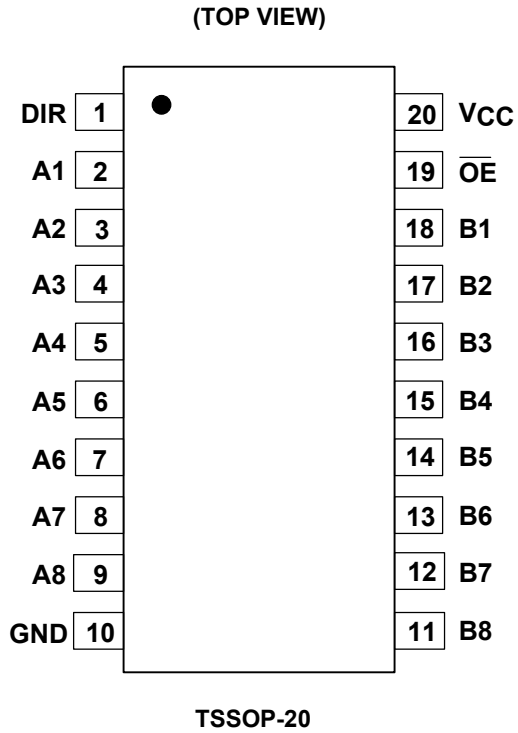 (TOP VIEW)
DIR 1 20 VCC
A1 2 19 O̅E̅
A2 3 18 B1
A3 4 17 B2
A4 5 16 B3
A5 6 15 B4
A6 7 14 B5
A7 8 13 B6
A8 9 12 B7
GND 10 11 B8
TSSOP-20